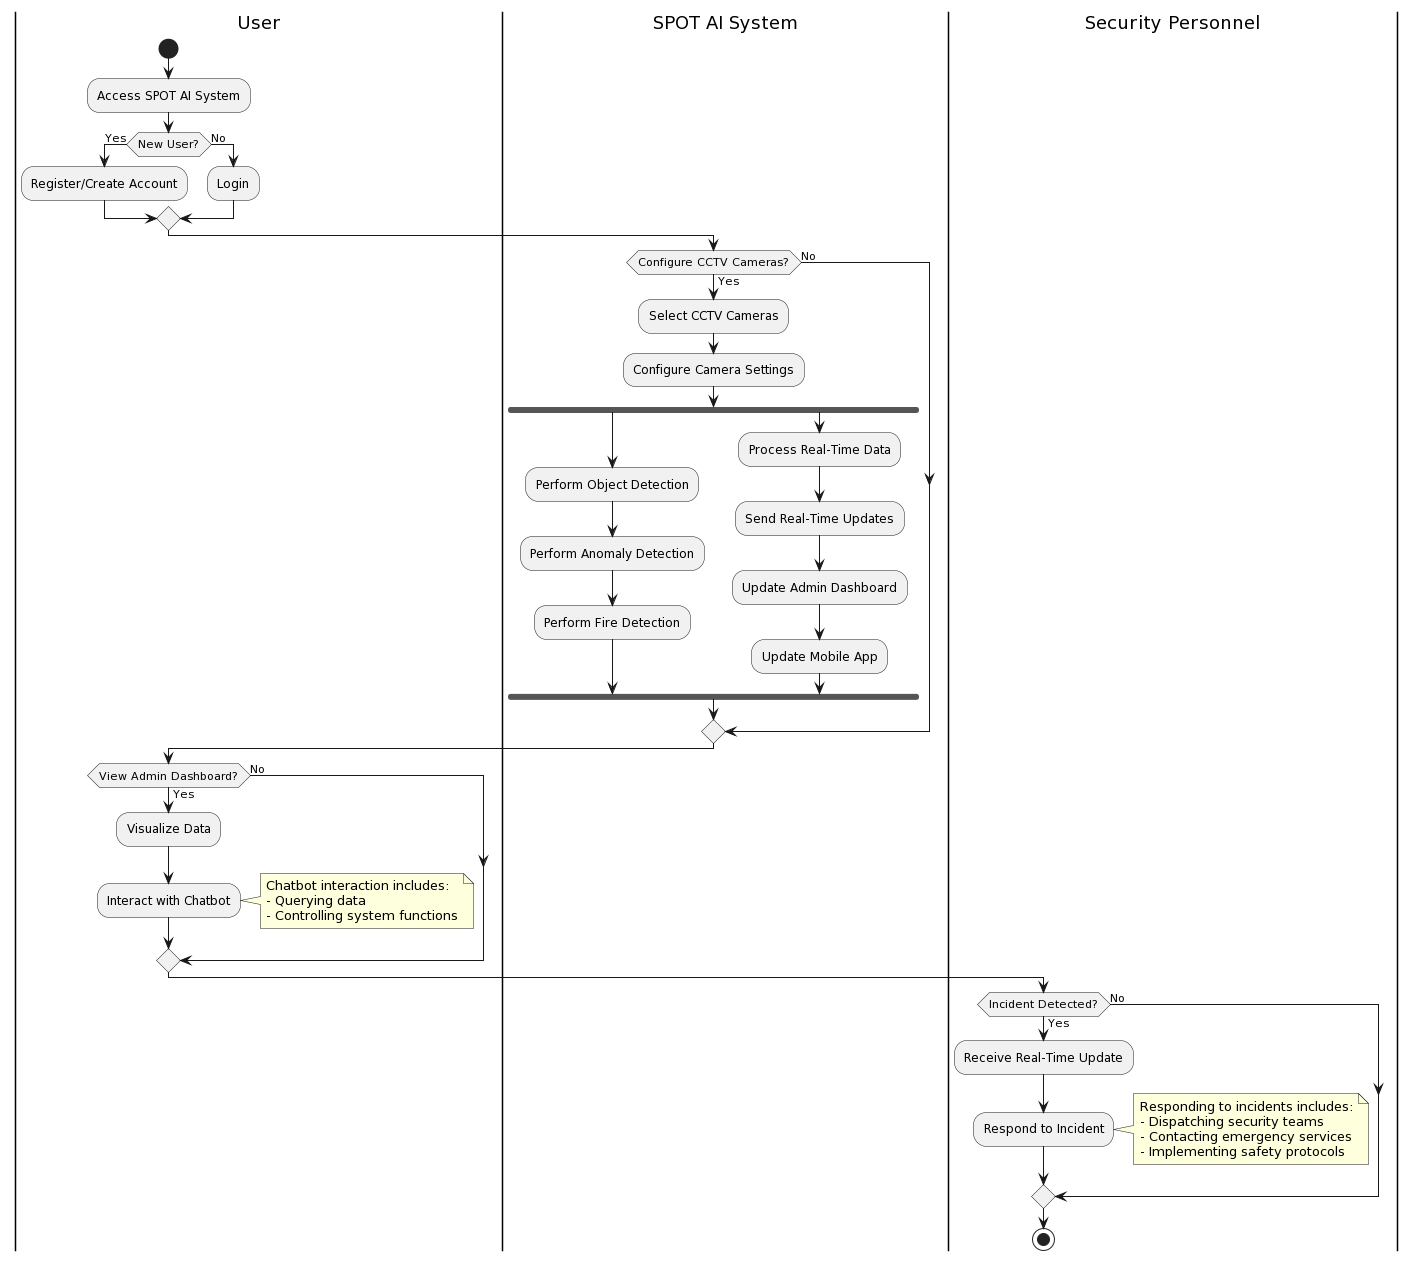 User
SPOT AI System
Security Personnel
Access SPOT AI System
New User?
Yes
No
Register/Create Account
Login
Configure CCTV Cameras?
No
Yes
Select CCTV Cameras
Configure Camera Settings
Perform Object Detection
Perform Anomaly Detection
Perform Fire Detection
Process Real-Time Data
Send Real-Time Updates
Update Admin Dashboard
Update Mobile App
View Admin Dashboard?
No
Yes
Visualize Data
Interact with Chatbot
Chatbot interaction includes:
- Querying data
- Controlling system functions
Incident Detected?
No
Yes
Receive Real-Time Update
Respond to Incident
Responding to incidents includes:
- Dispatching security teams
- Contacting emergency services
- Implementing safety protocols